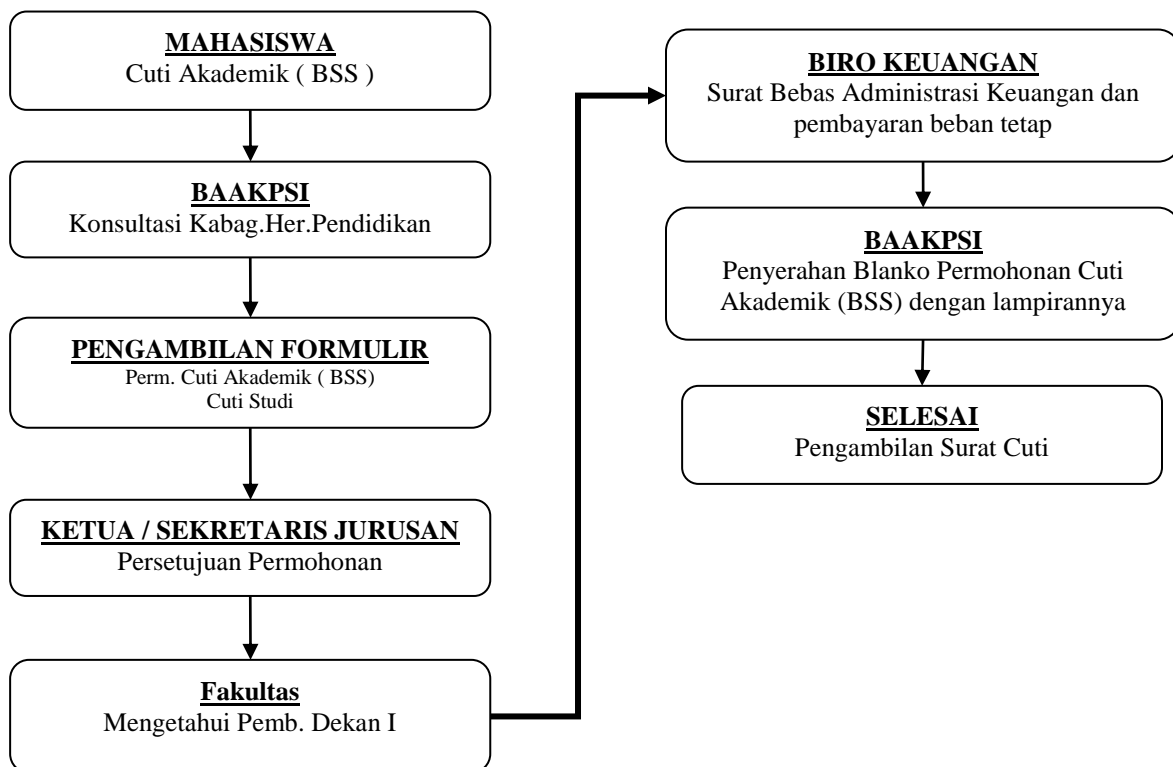 MAHASISWA
Cuti Akademik ( BSS )
BAAKPSI
Konsultasi Kabag.Her.Pendidikan
PENGAMBILAN FORMULIR
Perm. Cuti Akademik ( BSS)
Cuti Studi
KETUA / SEKRETARIS JURUSAN
Persetujuan Permohonan
Fakultas
Mengetahui Pemb. Dekan I
BIRO KEUANGAN
Surat Bebas Administrasi Keuangan dan
pembayaran beban tetap
BAAKPSI
Penyerahan Blanko Permohonan Cuti
Akademik (BSS) dengan lampirannya
SELESAI
Pengambilan Surat Cuti